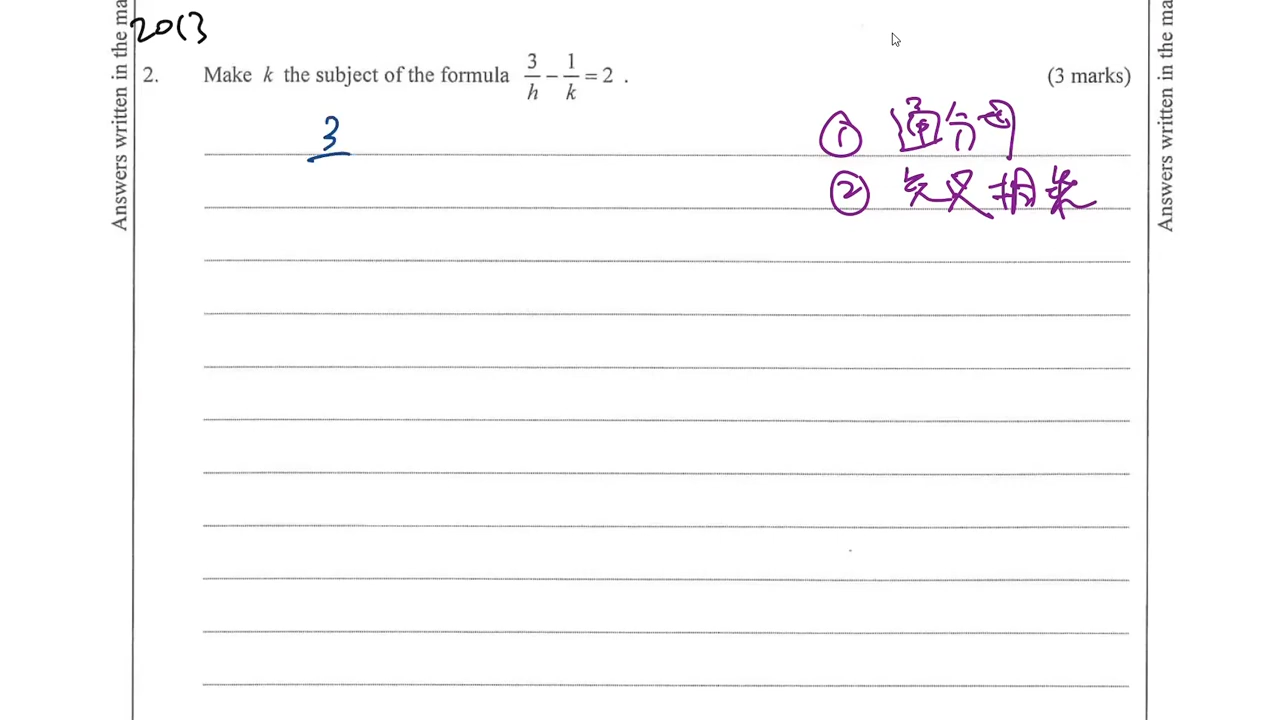 2013
2. Make k the subject of the formula 3/h − 1/k = 2 . (3 marks)
3
① 通分母
② 交叉相乘
Answers written in the ma
Answers written in the ma